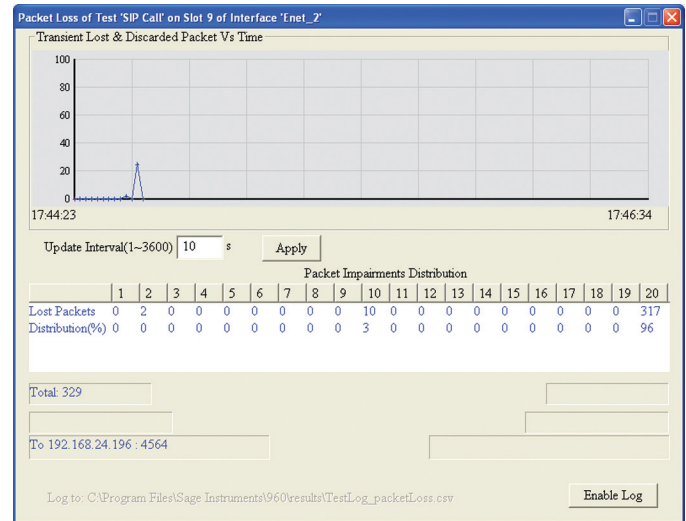 Packet Loss of Test 'SIP Call' on Slot 9 of Interface 'Enet_2'
Transient Lost & Discarded Packet Vs Time
100
80
60
40
20
0
17:44:23 17:46:34
Update Interval(1~3600) 10 s Apply
Packet Impairments Distribution
1 2 3 4 5 6 7 8 9 10 11 12 13 14 15 16 17 18 19 20
Lost Packets 0 2 0 0 0 0 0 0 0 10 0 0 0 0 0 0 0 0 0 317
Distribution(%) 0 0 0 0 0 0 0 0 0 3 0 0 0 0 0 0 0 0 0 96
Total: 329
To 192.168.24.196 : 4564
Log to: C:\Program Files\Sage Instruments\960\results\TestLog_packetLoss.csv Enable Log